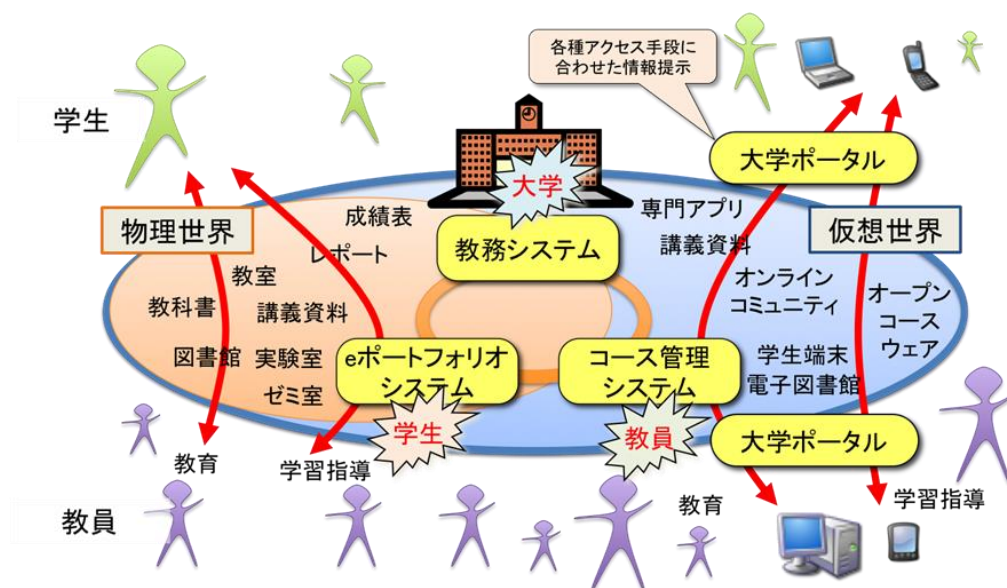 各種アクセス手段に
合わせた情報提示
学生
大学
大学ポータル
物理世界
成績表
専門アプリ
仮想世界
レポート
教務システム
講義資料
教室
オンライン
コミュニティ
オープン
コース
ウェア
教科書
講義資料
図書館
実験室
eポートフォリオ
システム
コース管理
システム
学生端末
電子図書館
ゼミ室
学生
教員
大学ポータル
教育
学習指導
教育
学習指導
教員